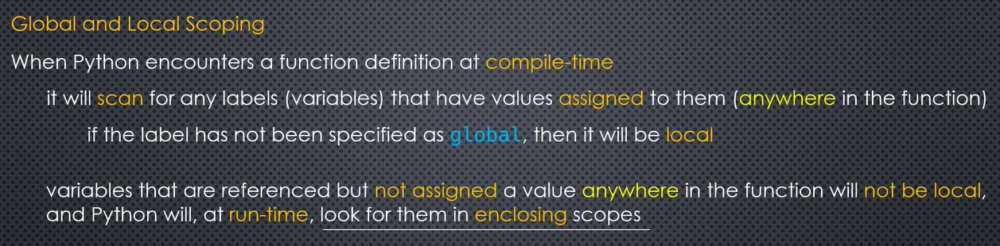 Global and Local Scoping
When Python encounters a function definition at compile-time
it will scan for any labels (variables) that have values assigned to them (anywhere in the function)
if the label has not been specified as global, then it will be local
variables that are referenced but not assigned a value anywhere in the function will not be local,
and Python will, at run-time, look for them in enclosing scopes